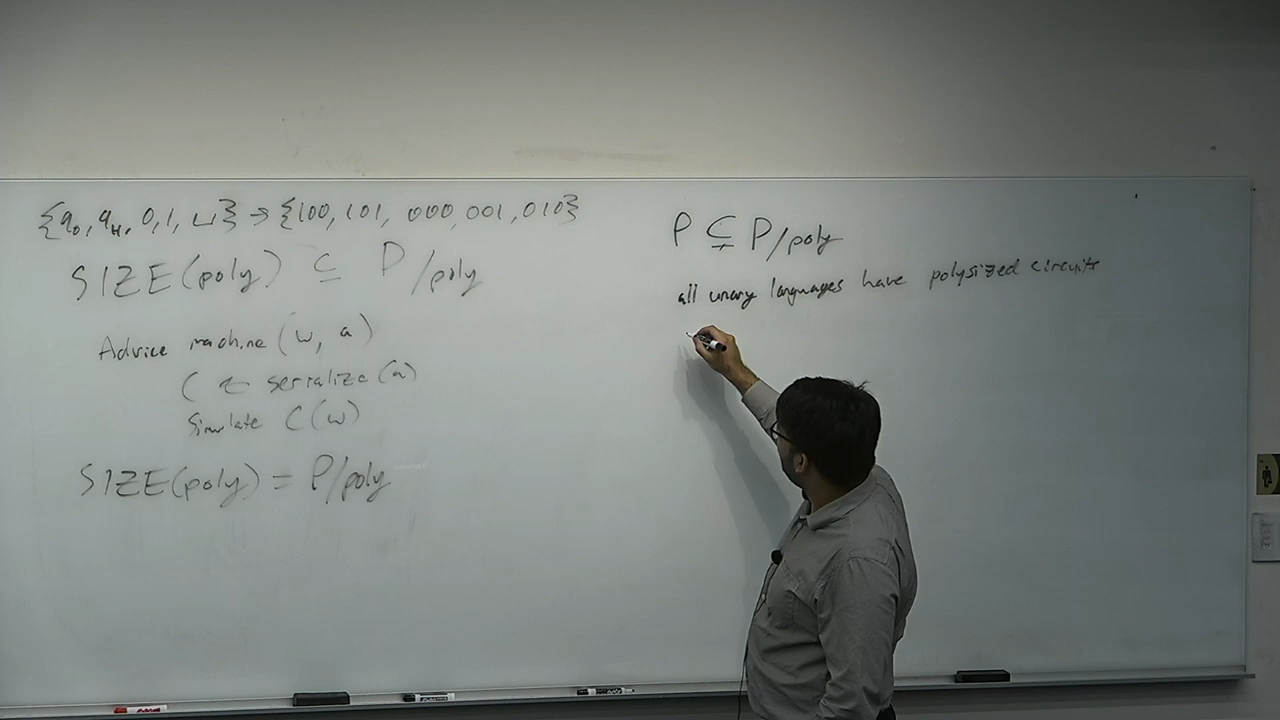 {q₀, q_H, 0, 1, ⊔} → {100, 101, 000, 001, 010}
SIZE(poly) ⊆ P/poly
Advice machine (w, a)
C ← serialize(a)
Simulate C(w)
SIZE(poly) = P/poly
P ⊊ P/poly
all unary languages have polysized circuits